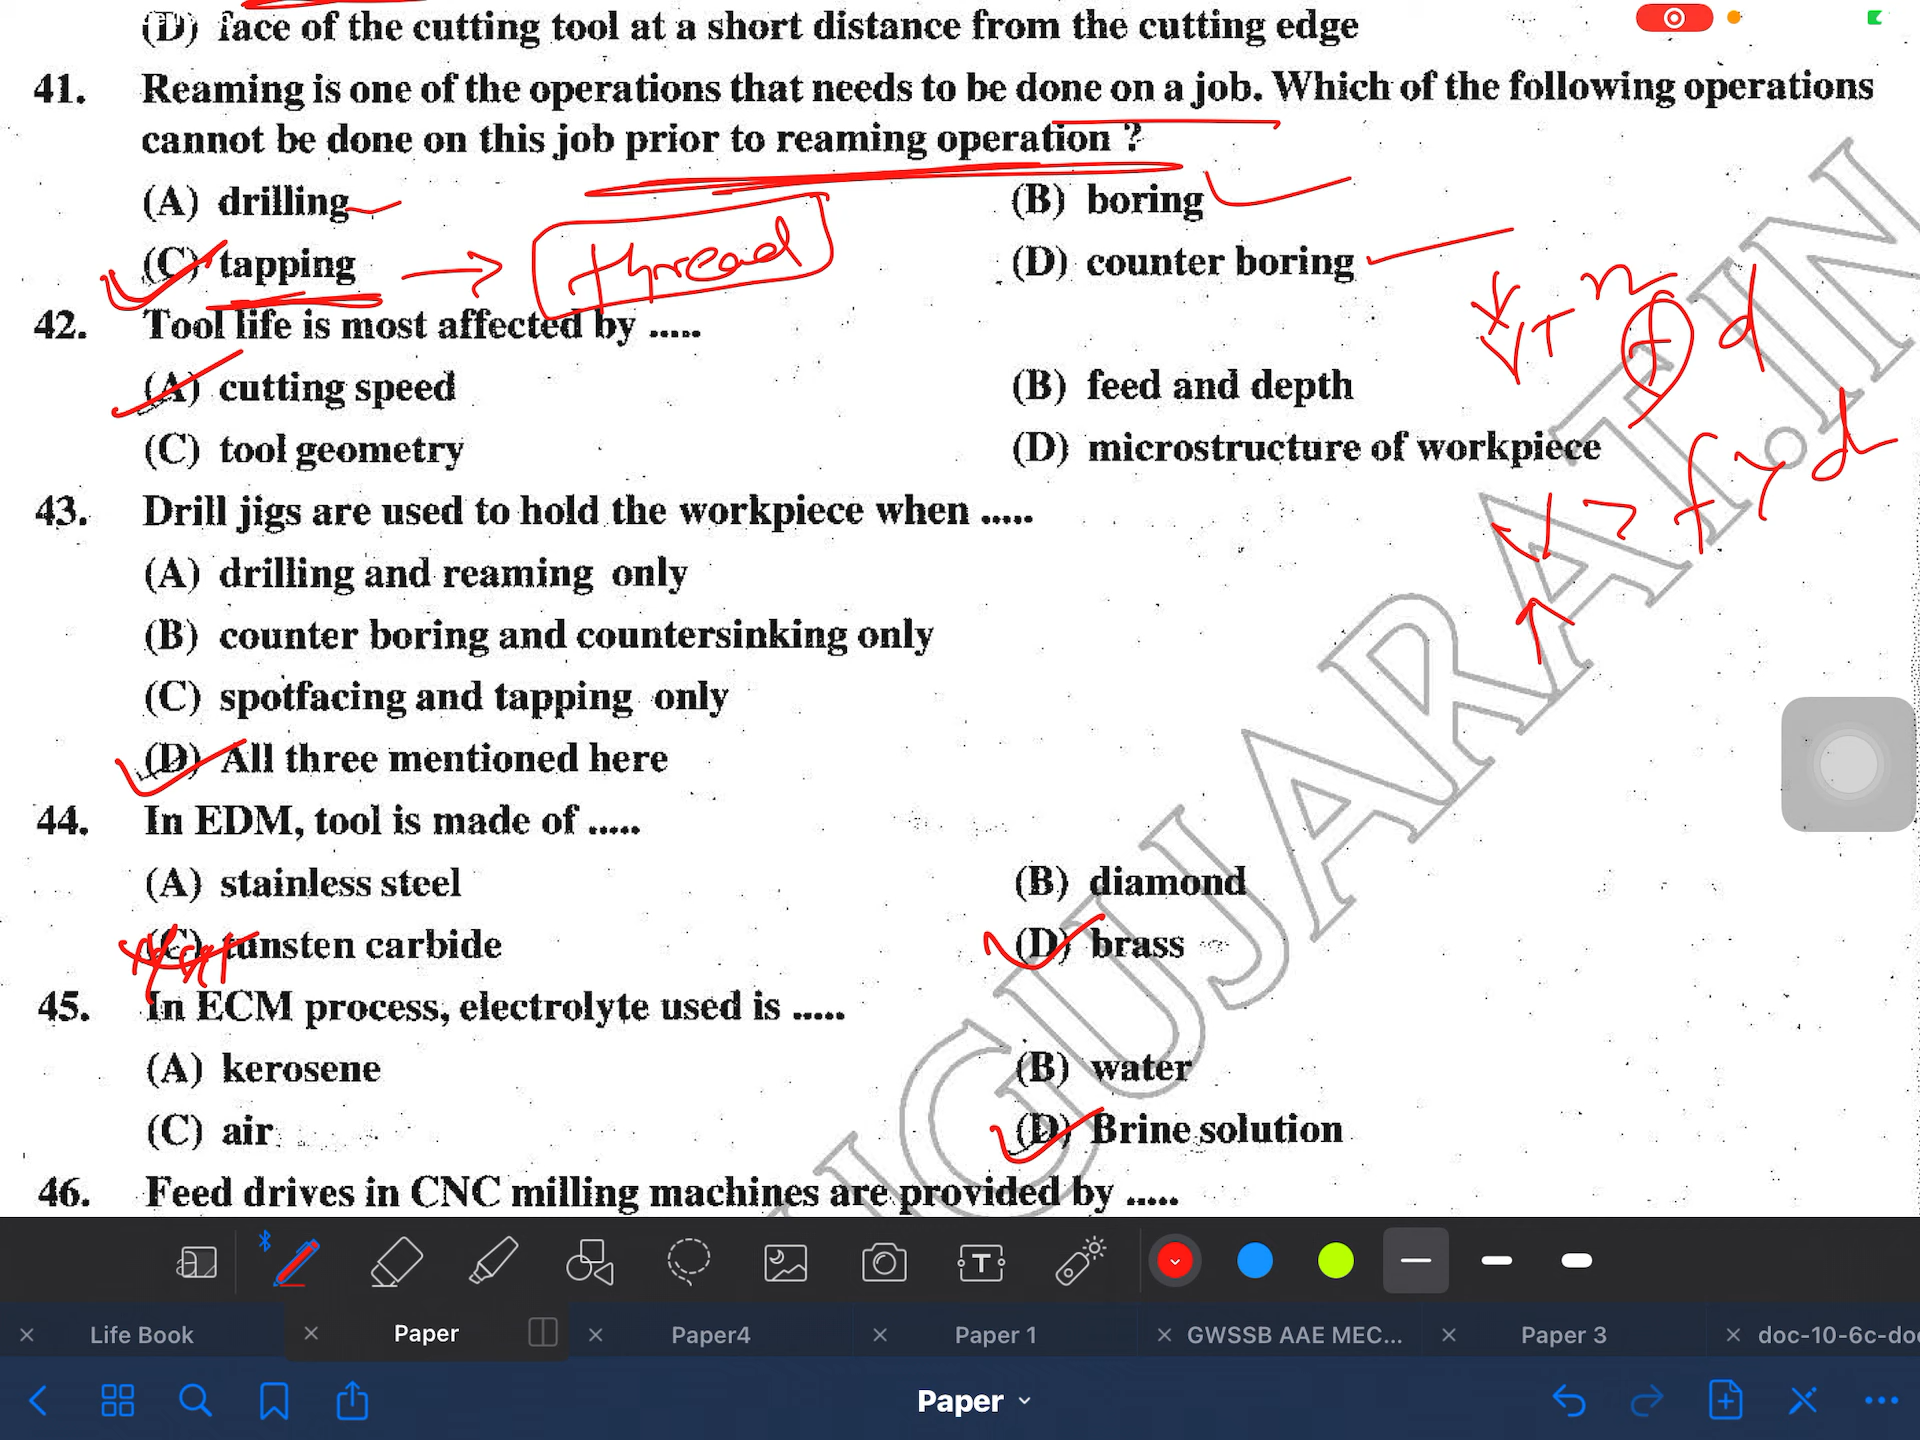 (D) face of the cutting tool at a short distance from the cutting edge
41. Reaming is one of the operations that needs to be done on a job. Which of the following operations
cannot be done on this job prior to reaming operation ?
(A) drilling (B) boring
(C) tapping → thread (D) counter boring
42. Tool life is most affected by .....
(A) cutting speed (B) feed and depth
(C) tool geometry (D) microstructure of workpiece
43. Drill jigs are used to hold the workpiece when .....
(A) drilling and reaming only
(B) counter boring and countersinking only
(C) spotfacing and tapping only
(D) All three mentioned here
44. In EDM, tool is made of .....
(A) stainless steel (B) diamond
(C) tunsten carbide (D) brass
45. In ECM process, electrolyte used is .....
(A) kerosene (B) water
(C) air (D) Brine solution
46. Feed drives in CNC milling machines are provided by .....
GUJARAT.IN
Life Book Paper Paper4 Paper 1 GWSSB AAE MEC... Paper 3 doc-10-6c-do
Paper